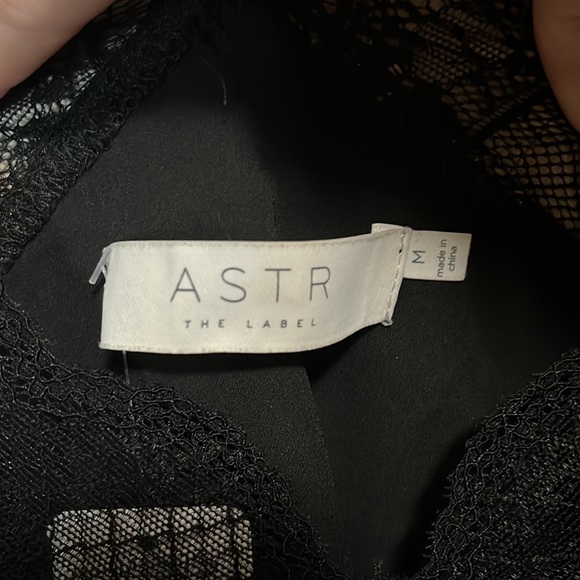 ASTR
THE LABEL
M
made in
china